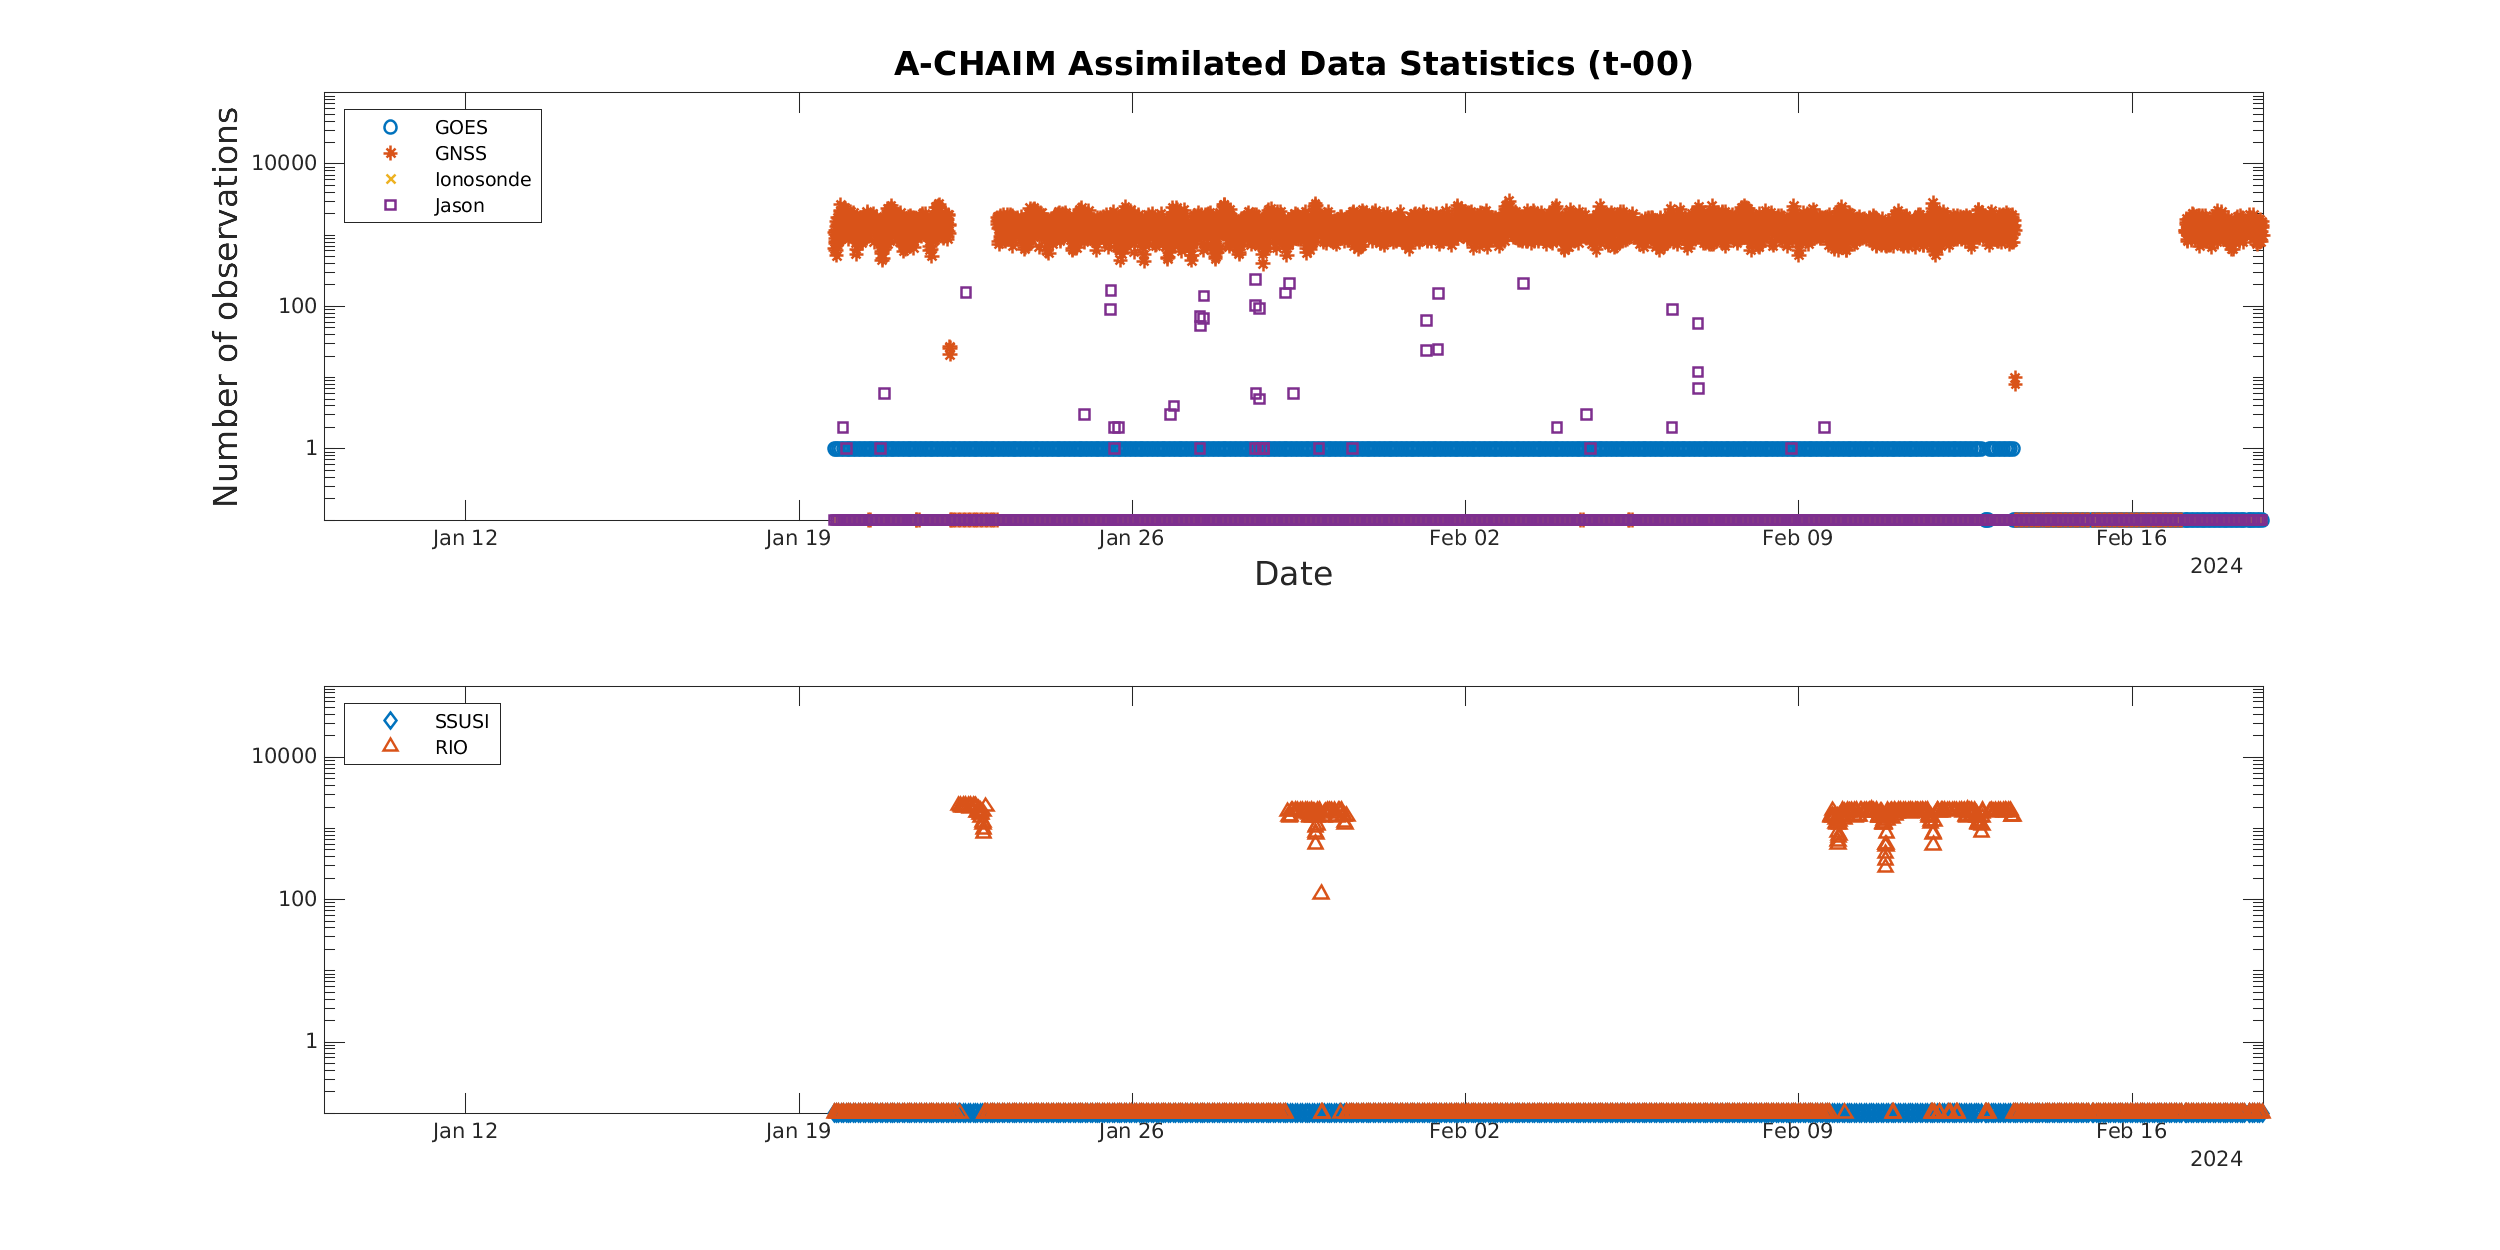 A-CHAIM Assimilated Data Statistics (t-00)
Number of observations
10000
100
1
GOES
GNSS
Ionosonde
Jason
Jan 12
Jan 19
Jan 26
Feb 02
Feb 09
Feb 16
2024
Date
10000
100
1
SSUSI
RIO
Jan 12
Jan 19
Jan 26
Feb 02
Feb 09
Feb 16
2024